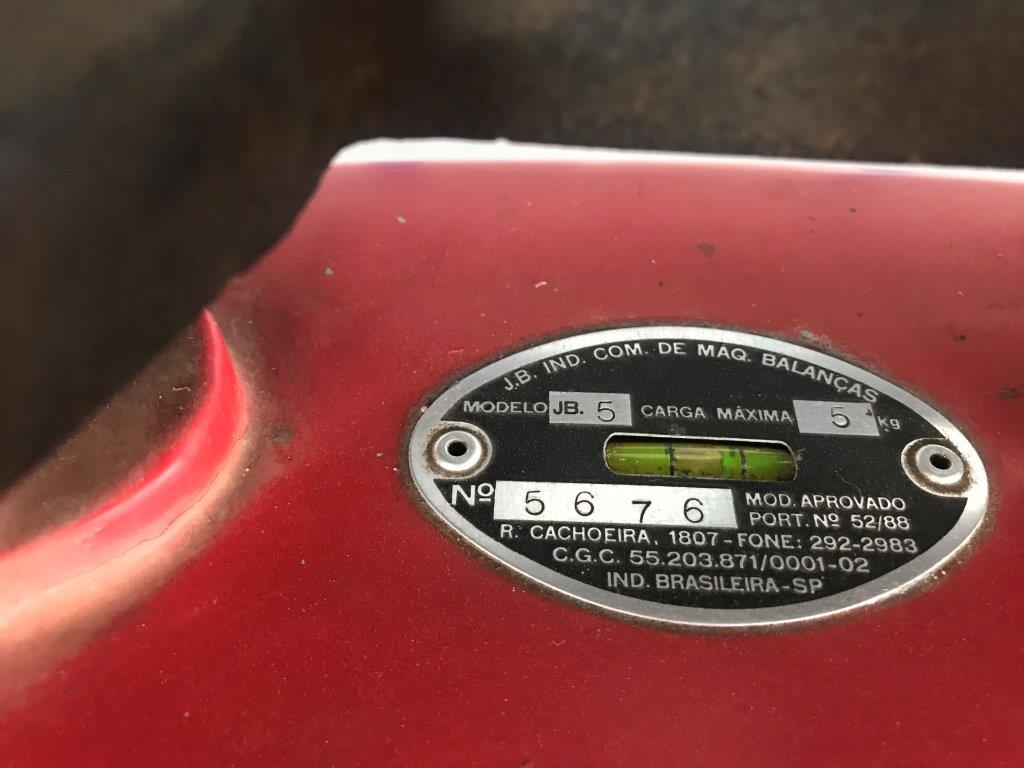 J.B. IND. COM. DE MAQ. BALANÇAS
MODELO JB. 5 CARGA MÁXIMA 5 kg
Nº 5676 MOD. APROVADO
PORT. Nº 52/88
R. CACHOEIRA, 1807 - FONE: 292-2983
C.G.C. 55.203.871/0001-02
IND. BRASILEIRA - SP